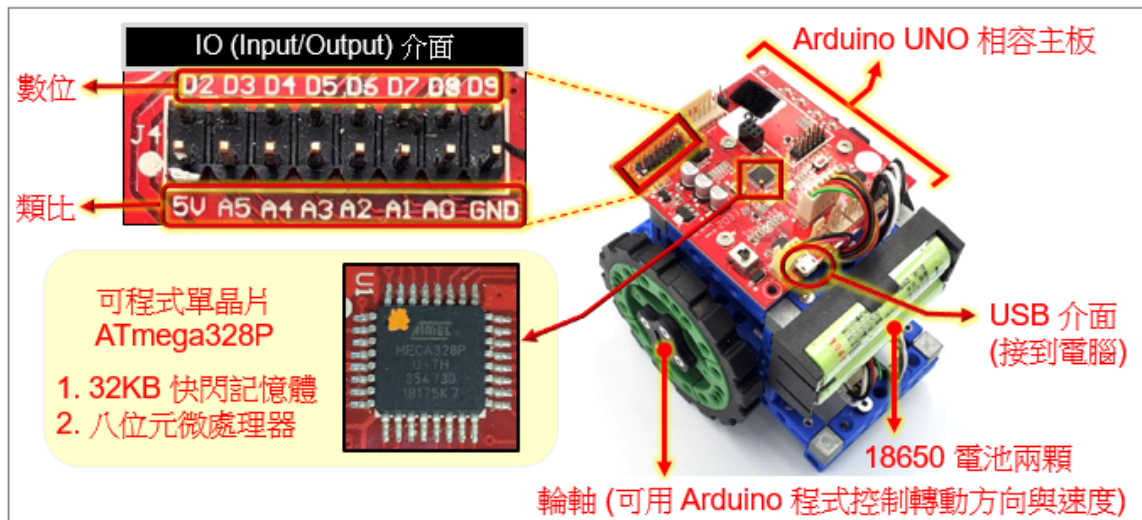 IO (Input/Output) 介面
數位
D2 D3 D4 D5 D6 D7 D8 D9
J4
類比
5V A5 A4 A3 A2 A1 A0 GND
Arduino UNO 相容主板
可程式單晶片
ATmega328P
1. 32KB 快閃記憶體
2. 八位元微處理器
U1
ATMEL
MEGA328P
U-TH
35473D
USB 介面
(接到電腦)
18650 電池兩顆
輪軸 (可用 Arduino 程式控制轉動方向與速度)